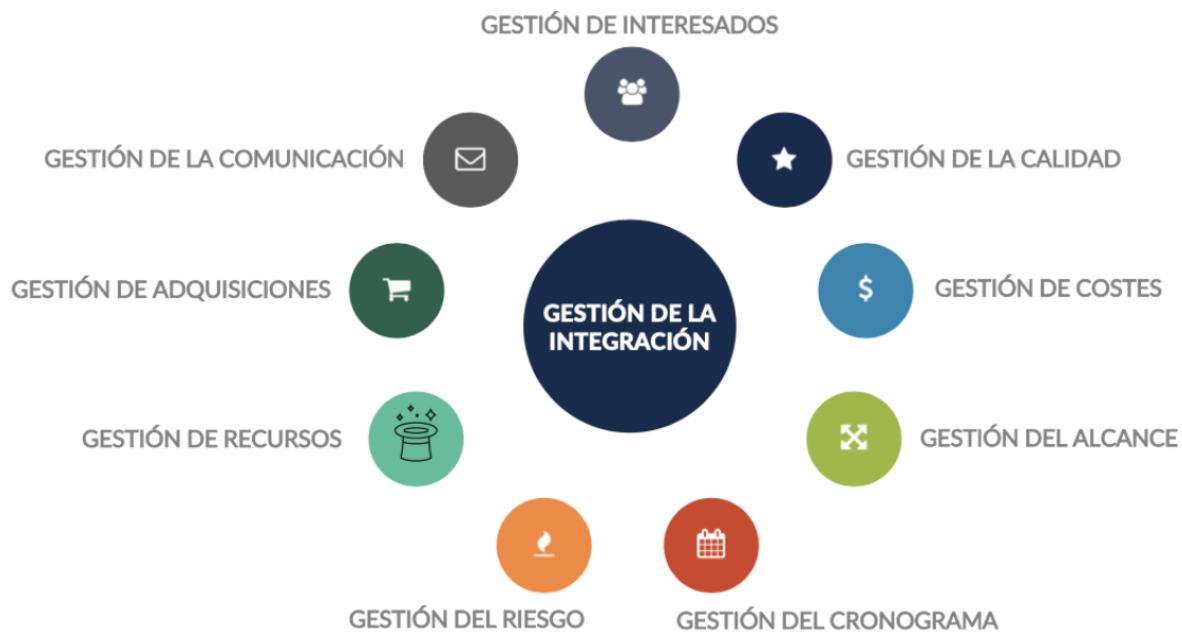 GESTIÓN DE INTERESADOS
GESTIÓN DE LA COMUNICACIÓN
GESTIÓN DE LA CALIDAD
GESTIÓN DE ADQUISICIONES
$
GESTIÓN DE COSTES
GESTIÓN DE LA
INTEGRACIÓN
GESTIÓN DE RECURSOS
GESTIÓN DEL ALCANCE
GESTIÓN DEL RIESGO
GESTIÓN DEL CRONOGRAMA